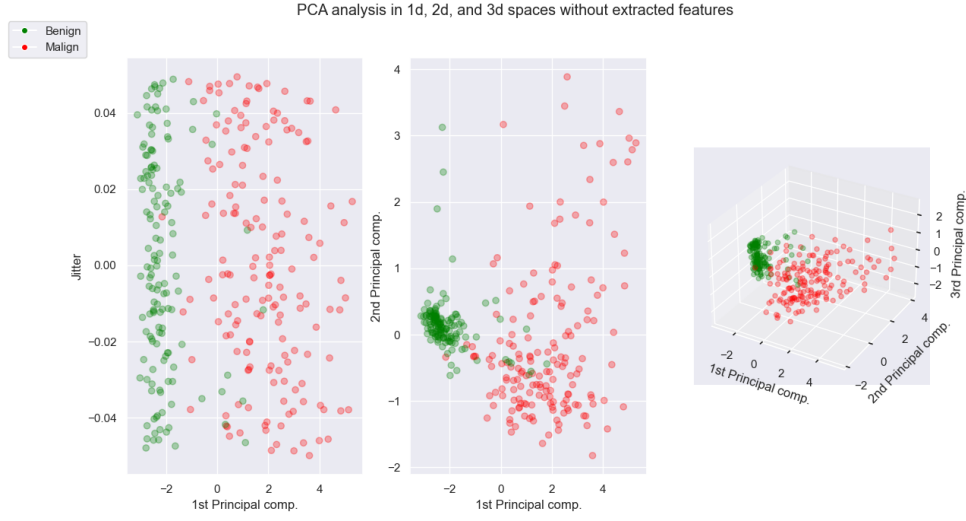 PCA analysis in 1d, 2d, and 3d spaces without extracted features
Benign
Malign
0.04
0.02
0.00
−0.02
−0.04
Jitter
−2 0 2 4
1st Principal comp.
4
3
2
1
0
−1
−2
2nd Principal comp.
−2 0 2 4
1st Principal comp.
2
1
0
−1
−2
3rd Principal comp.
−2 0 2 4
1st Principal comp.
−2 0 2 4
2nd Principal comp.